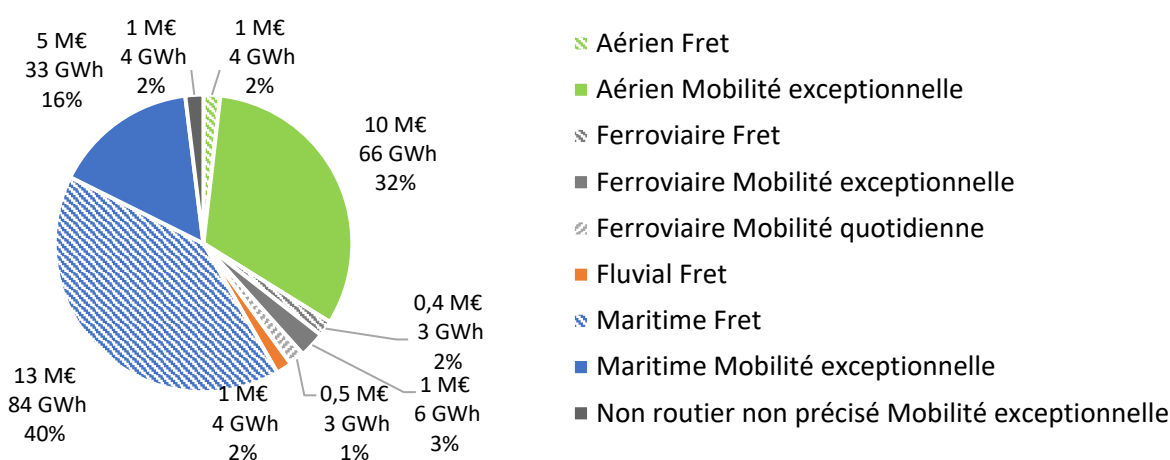 5 M€
33 GWh
16%
1 M€
4 GWh
2%
1 M€
4 GWh
2%
10 M€
66 GWh
32%
0,4 M€
3 GWh
2%
1 M€
6 GWh
3%
0,5 M€
3 GWh
1%
1 M€
4 GWh
2%
13 M€
84 GWh
40%
Aérien Fret
Aérien Mobilité exceptionnelle
Ferroviaire Fret
Ferroviaire Mobilité exceptionnelle
Ferroviaire Mobilité quotidienne
Fluvial Fret
Maritime Fret
Maritime Mobilité exceptionnelle
Non routier non précisé Mobilité exceptionnelle